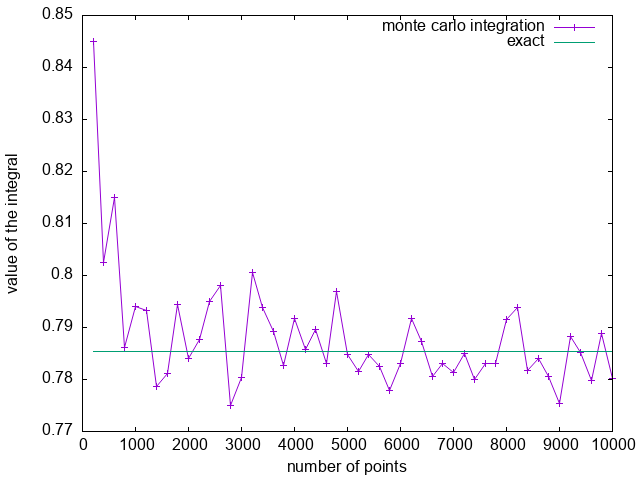 0.85
0.84
0.83
0.82
0.81
0.8
0.79
0.78
0.77
value of the integral
monte carlo integration
exact
0 1000 2000 3000 4000 5000 6000 7000 8000 9000 10000
number of points